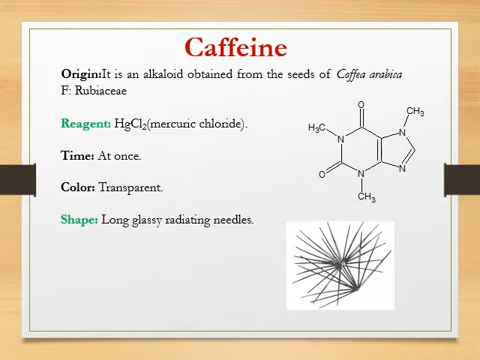 Caffeine
Origin:It is an alkaloid obtained from the seeds of Coffea arabica
F: Rubiaceae
Reagent: HgCl₂(mercuric chloride).
Time: At once.
Color: Transparent.
Shape: Long glassy radiating needles.
O
CH₃
H₃C
N
N
O
N
N
CH₃